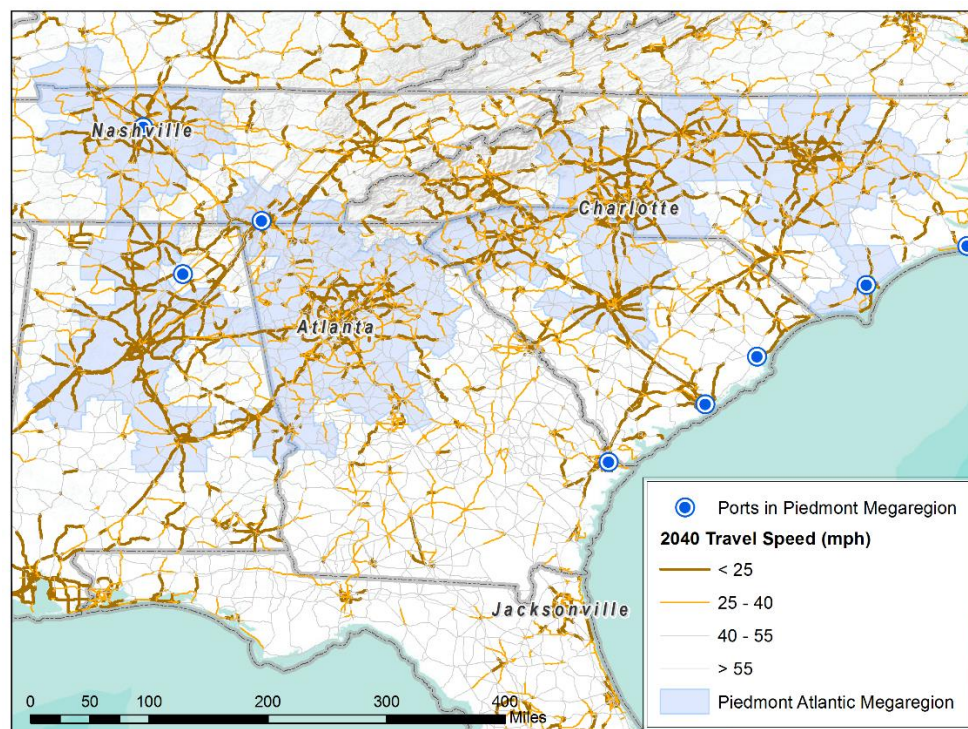 Nashville
Charlotte
Atlanta
Jacksonville
Ports in Piedmont Megaregion
2040 Travel Speed (mph)
< 25
25 - 40
40 - 55
> 55
Piedmont Atlantic Megaregion
0 50 100 200 300 400
Miles